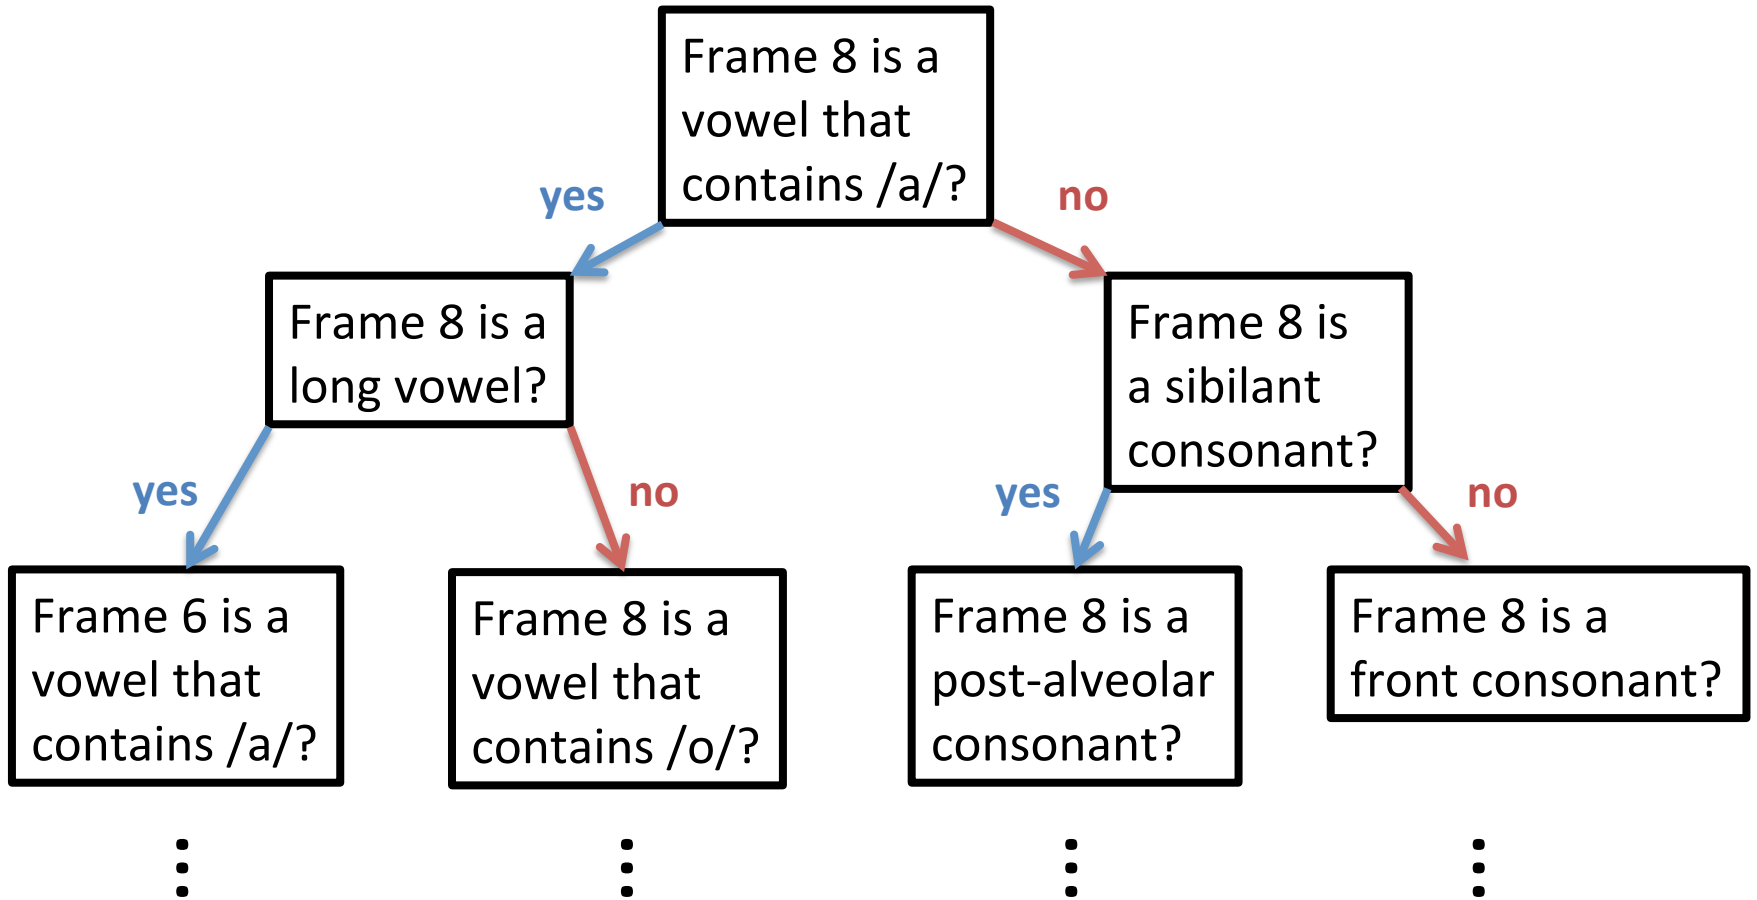 Frame 8 is a
vowel that
contains /a/?
yes
no
Frame 8 is a
long vowel?
Frame 8 is
a sibilant
consonant?
yes
no
yes
no
Frame 6 is a
vowel that
contains /a/?
Frame 8 is a
vowel that
contains /o/?
Frame 8 is a
post-alveolar
consonant?
Frame 8 is a
front consonant?